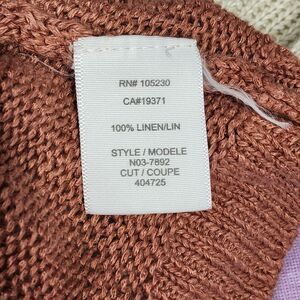 RN# 105230
CA#19371
100% LINEN/LIN
STYLE / MODELE
N03-7892
CUT / COUPE
404725